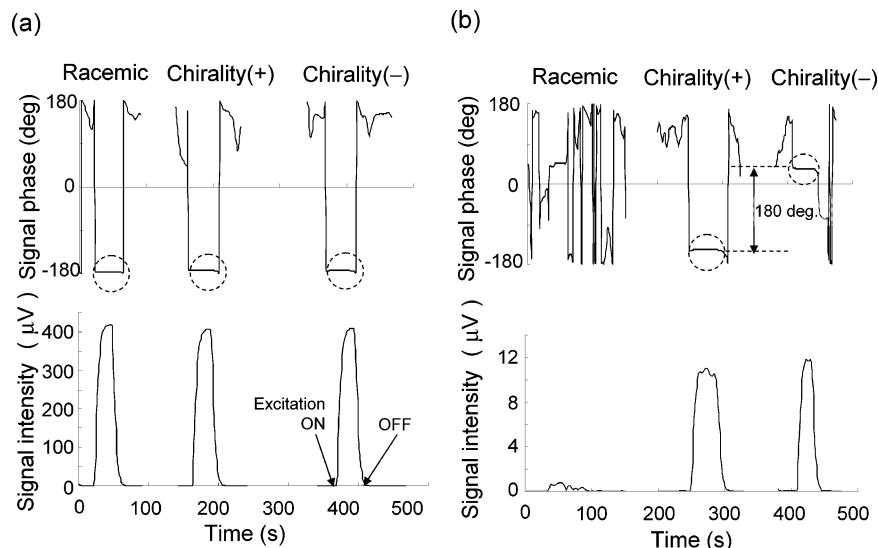 (a)
Racemic Chirality(+) Chirality(−)
Signal phase (deg)
180
0
-180
Signal intensity ( μV )
400
300
200
100
0
Excitation
ON
OFF
0 100 200 300 400 500
Time (s)
(b)
Racemic Chirality(+) Chirality(−)
Signal phase (deg)
180
0
-180
180 deg.
Signal intensity ( μV )
12
8
4
0
0 100 200 300 400 500
Time (s)